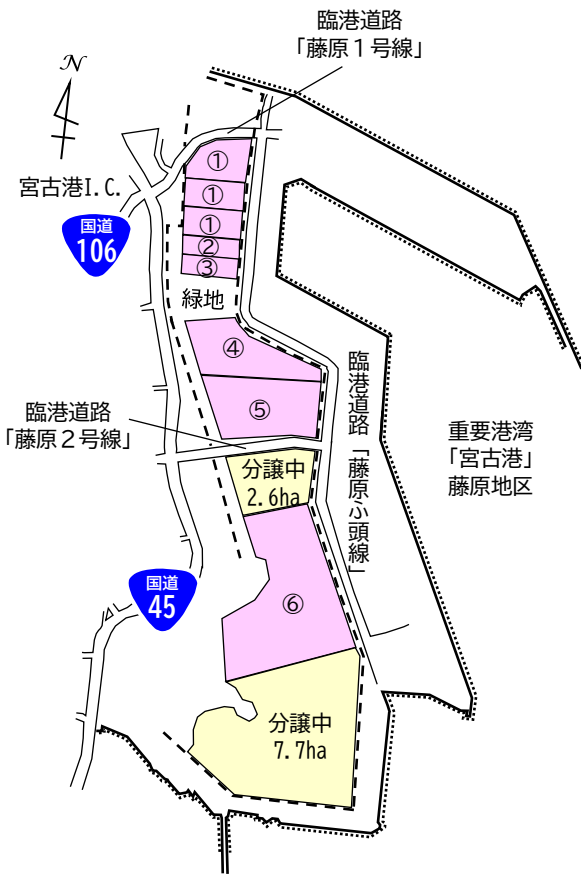 臨港道路
「藤原1号線」
N
宮古港I.C.
国道
106
①
①
①
②
③
緑地
④
⑤
臨港道路
「藤原2号線」
臨港道路「藤原ふ頭線」
重要港湾
「宮古港」
藤原地区
分譲中
2.6ha
国道
45
⑥
分譲中
7.7ha